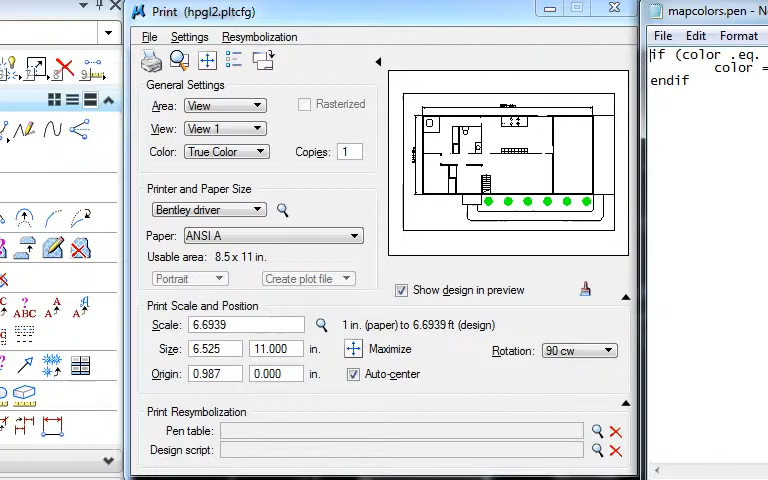 Print (hpgl2.pltcfg)
File Settings Resymbolization
General Settings
Area: View
Rasterized
View: View 1
Color: True Color
Copies: 1
Printer and Paper Size
Bentley driver
Paper: ANSI A
Usable area: 8.5 x 11 in.
Portrait
Create plot file
Show design in preview
Print Scale and Position
Scale: 6.6939
1 in. (paper) to 6.6939 ft (design)
Size: 6.525 11.000 in.
Maximize
Rotation: 90 cw
Origin: 0.987 0.000 in.
Auto-center
Print Resymbolization
Pen table:
Design script:
mapcolors.pen - No
File Edit Format
if (color .eq.
color =
endif
? ABC A A